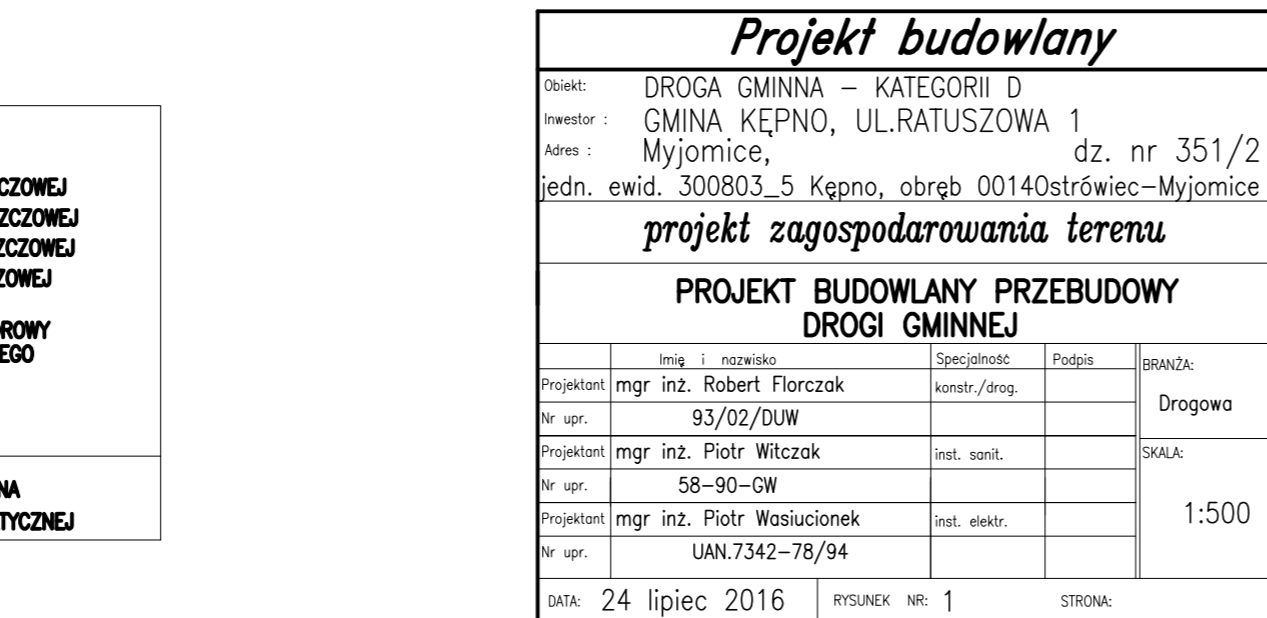 Projekt budowlany
Obiekt: DROGA GMINNA – KATEGORII D
Inwestor : GMINA KĘPNO, UL.RATUSZOWA 1
Adres : Myjomice, dz. nr 351/2
jedn. ewid. 300803_5 Kępno, obręb 0014Ostrówiec–Myjomice
projekt zagospodarowania terenu
PROJEKT BUDOWLANY PRZEBUDOWY
DROGI GMINNEJ
Imię i nazwisko Specjalność Podpis BRANŻA:
Projektant mgr inż. Robert Florczak konstr./drog.
Drogowa
Nr upr. 93/02/DUW
Projektant mgr inż. Piotr Witczak inst. sanit. SKALA:
Nr upr. 58–90–GW
1:500
Projektant mgr inż. Piotr Wasiucionek inst. elektr.
Nr upr. UAN.7342–78/94
DATA: 24 lipiec 2016 RYSUNEK NR: 1 STRONA: